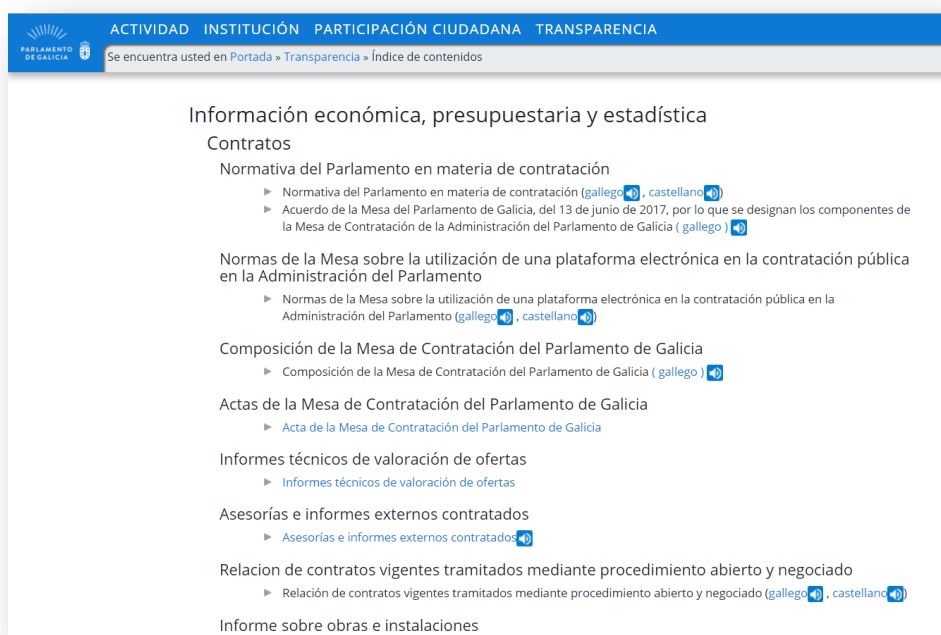 ACTIVIDAD INSTITUCIÓN PARTICIPACIÓN CIUDADANA TRANSPARENCIA
PARLAMENTO
DE GALICIA
Se encuentra usted en Portada » Transparencia » Índice de contenidos
Información económica, presupuestaria y estadística
Contratos
Normativa del Parlamento en materia de contratación
Normativa del Parlamento en materia de contratación (gallego , castellano)
Acuerdo de la Mesa del Parlamento de Galicia, del 13 de junio de 2017, por lo que se designan los componentes de
la Mesa de Contratación de la Administración del Parlamento de Galicia ( gallego )
Normas de la Mesa sobre la utilización de una plataforma electrónica en la contratación pública
en la Administración del Parlamento
Normas de la Mesa sobre la utilización de una plataforma electrónica en la contratación pública en la
Administración del Parlamento (gallego , castellano)
Composición de la Mesa de Contratación del Parlamento de Galicia
Composición de la Mesa de Contratación del Parlamento de Galicia ( gallego )
Actas de la Mesa de Contratación del Parlamento de Galicia
Acta de la Mesa de Contratación del Parlamento de Galicia
Informes técnicos de valoración de ofertas
Informes técnicos de valoración de ofertas
Asesorías e informes externos contratados
Asesorías e informes externos contratados
Relacion de contratos vigentes tramitados mediante procedimiento abierto y negociado
Relación de contratos vigentes tramitados mediante procedimiento abierto y negociado (gallego , castellano)
Informe sobre obras e instalaciones